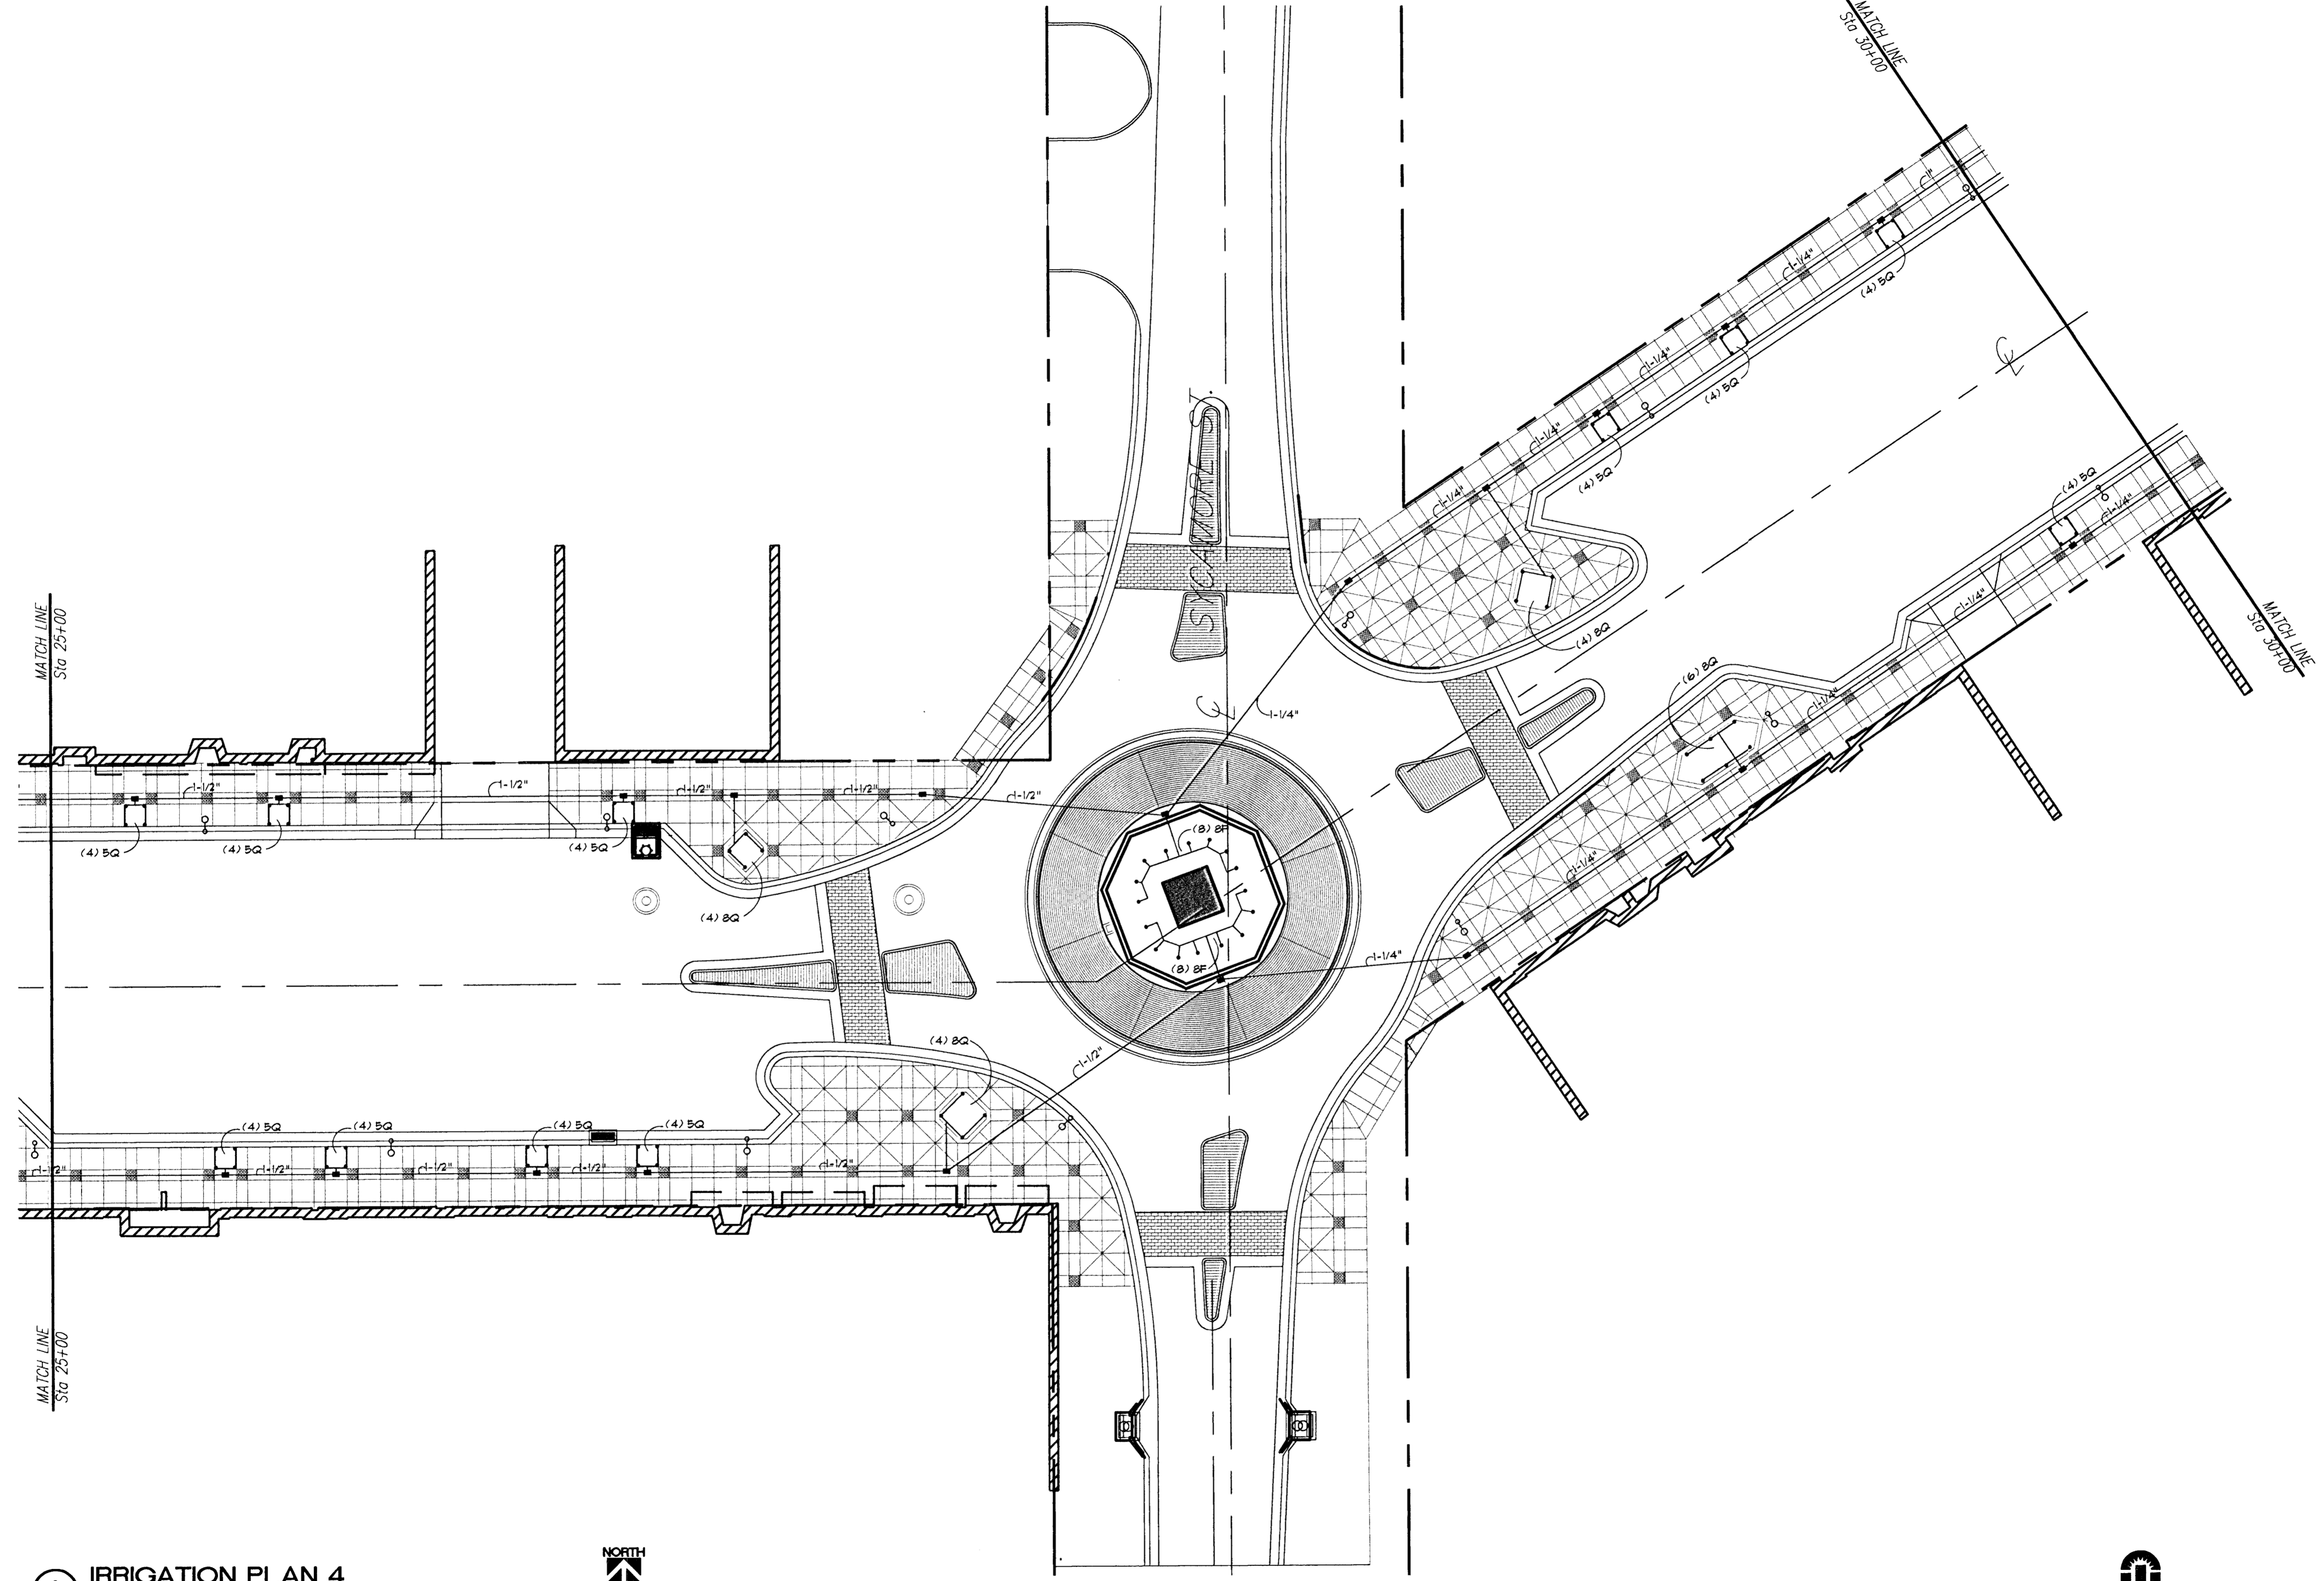 MATCH LINE
Sta 30+00
1"
1-1/4"
(4) 5Q
1-1/4"
(4) 5Q
1-1/4"
(4) 5Q
1-1/4"
SYCAMORE ST.
(4) 8Q
1-1/4"
CL
CL
(4) 5Q
1-1/4"
1-1/4"
MATCH LINE
Sta 30+00
(6) 8Q
1-1/4"
1-1/4"
MATCH LINE
Sta 25+00
1-1/2"
1-1/2"
1-1/2"
1-1/2"
1-1/2"
(4) 5Q
(4) 5Q
(4) 5Q
(4) 8Q
(8) 8F
(8) 8F
1-1/4"
1-1/2"
(4) 8Q
(4) 5Q
(4) 5Q
(4) 5Q
(4) 5Q
1-1/2"
1-1/2"
1-1/2"
1-1/2"
1-1/2"
MATCH LINE
Sta 25+00
NORTH
IRRIGATION PLAN 4